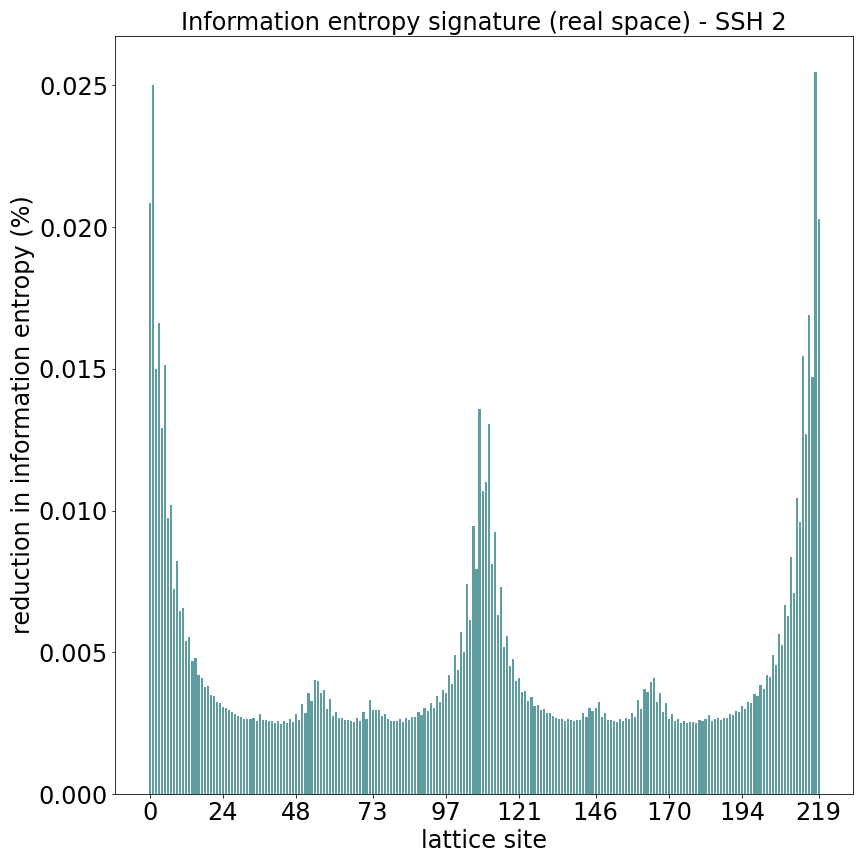 Information entropy signature (real space) - SSH 2
reduction in information entropy (%)
0.025
0.020
0.015
0.010
0.005
0.000
0 24 48 73 97 121 146 170 194 219
lattice site